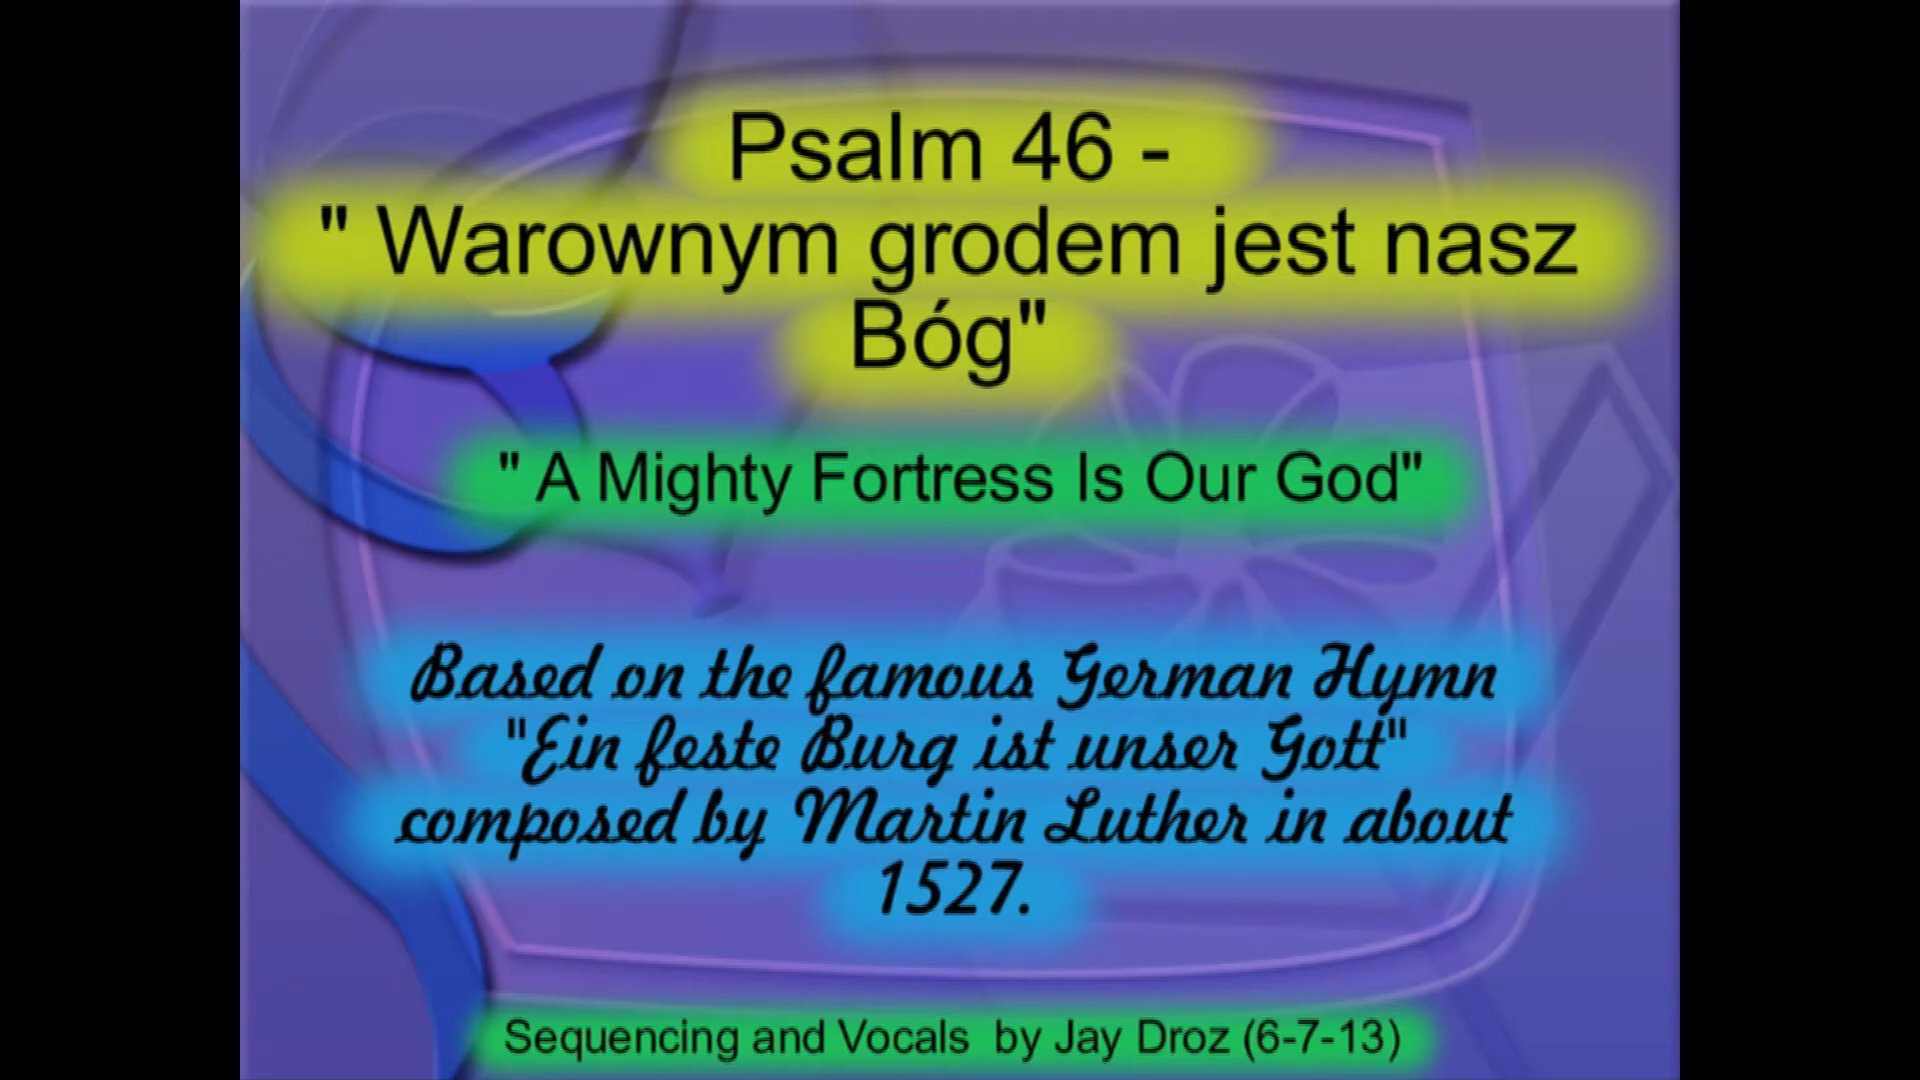 Psalm 46 -
" Warownym grodem jest nasz
Bóg"
" A Mighty Fortress Is Our God"
Based on the famous German Hymn
"Ein feste Burg ist unser Gott"
composed by Martin Luther in about
1527.
Sequencing and Vocals  by Jay Droz (6-7-13)